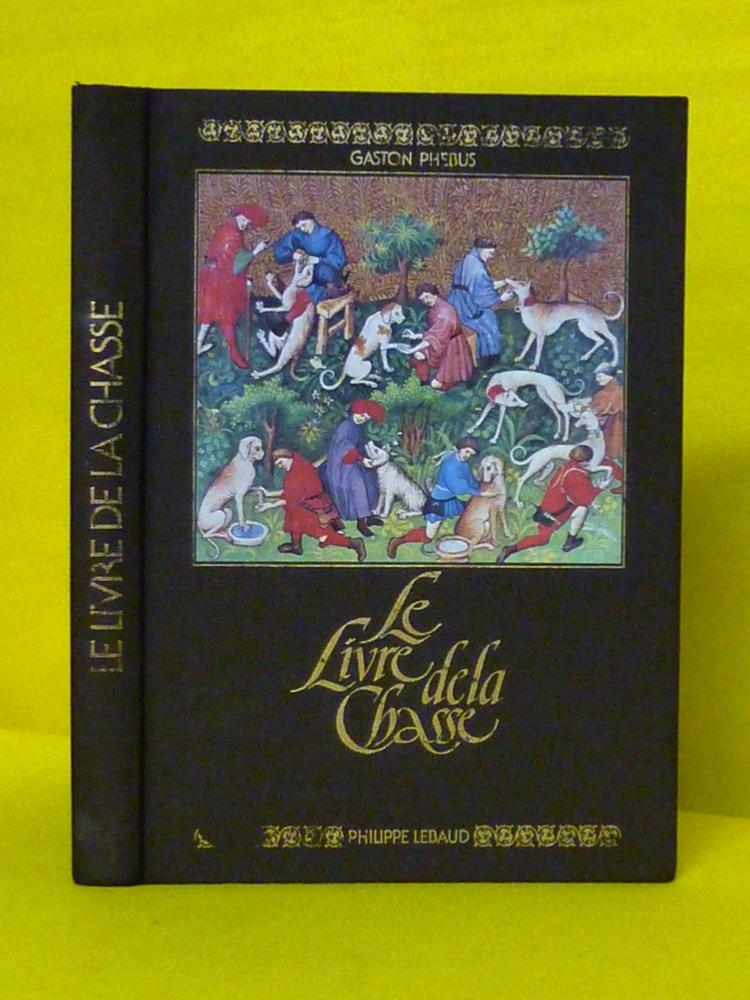 LE LIVRE DE LA CHASSE
GASTON PHEBUS
Le
Livre de la
Chasse
PHILIPPE LEBAUD